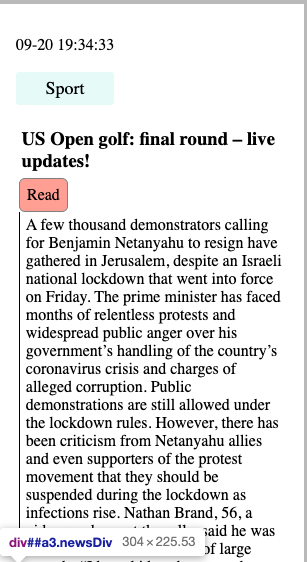 09-20 19:34:33
Sport
US Open golf: final round – live
updates!
Read
A few thousand demonstrators calling
for Benjamin Netanyahu to resign have
gathered in Jerusalem, despite an Israeli
national lockdown that went into force
on Friday. The prime minister has faced
months of relentless protests and
widespread public anger over his
government’s handling of the country’s
coronavirus crisis and charges of
alleged corruption. Public
demonstrations are still allowed under
the lockdown rules. However, there has
been criticism from Netanyahu allies
and even supporters of the protest
movement that they should be
suspended during the lockdown as
infections rise. Nathan Brand, 56, a
said he was
div##a3.newsDiv 304 × 225.53
of large